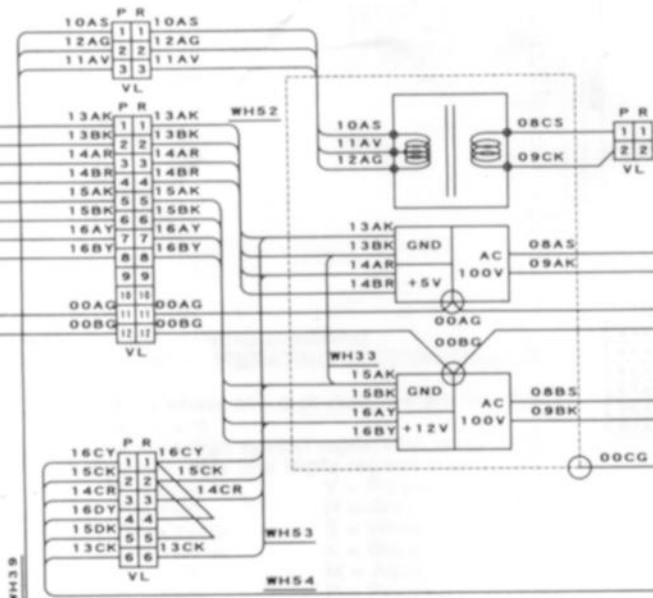 P R
10AS 1 1 10AS
12AG 2 2 12AG
11AV 3 3 11AV
VL
P R
13AK 1 1 13AK
WH52
13BK 2 2 13BK
14AR 3 3 14AR
14BR 4 4 14BR
15AK 5 5 15AK
15BK 6 6 15BK
16AY 7 7 16AY
16BY 8 8 16BY
9 9
10 10
00AG 11 11 00AG
00BG 12 12 00BG
VL
10AS
11AV
12AG
08CS
09CK
P R
1 1
2 2
VL
13AK
13BK
14AR
14BR
GND
+5V
AC
100V
08AS
09AK
00AG
00BG
WH33
15AK
15BK
16AY
16BY
GND
+12V
AC
100V
08BS
09BK
00CG
P R
16CY 1 1 16CY
15CK 2 2 15CK
14CR 3 3 14CR
16DY 4 4
15DK 5 5
13CK 6 6 13CK
VL
WH53
WH54
WH39